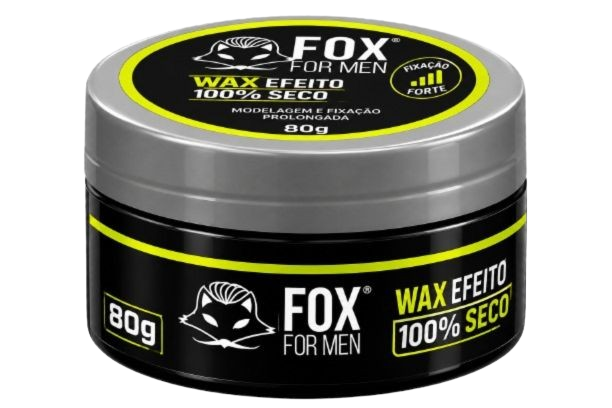 FOX®
FOR MEN
WAX EFEITO
100% SECO
MODELAGEM E FIXAÇÃO
PROLONGADA
80g
FIXAÇÃO
FORTE
80g
FOX®
FOR MEN
WAX EFEITO
100% SECO